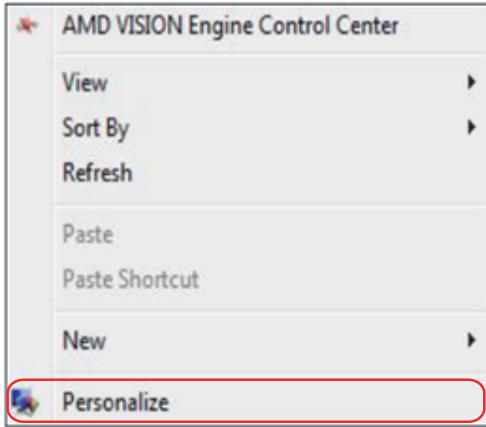 AMD VISION Engine Control Center
View
Sort By
Refresh
Paste
Paste Shortcut
New
Personalize